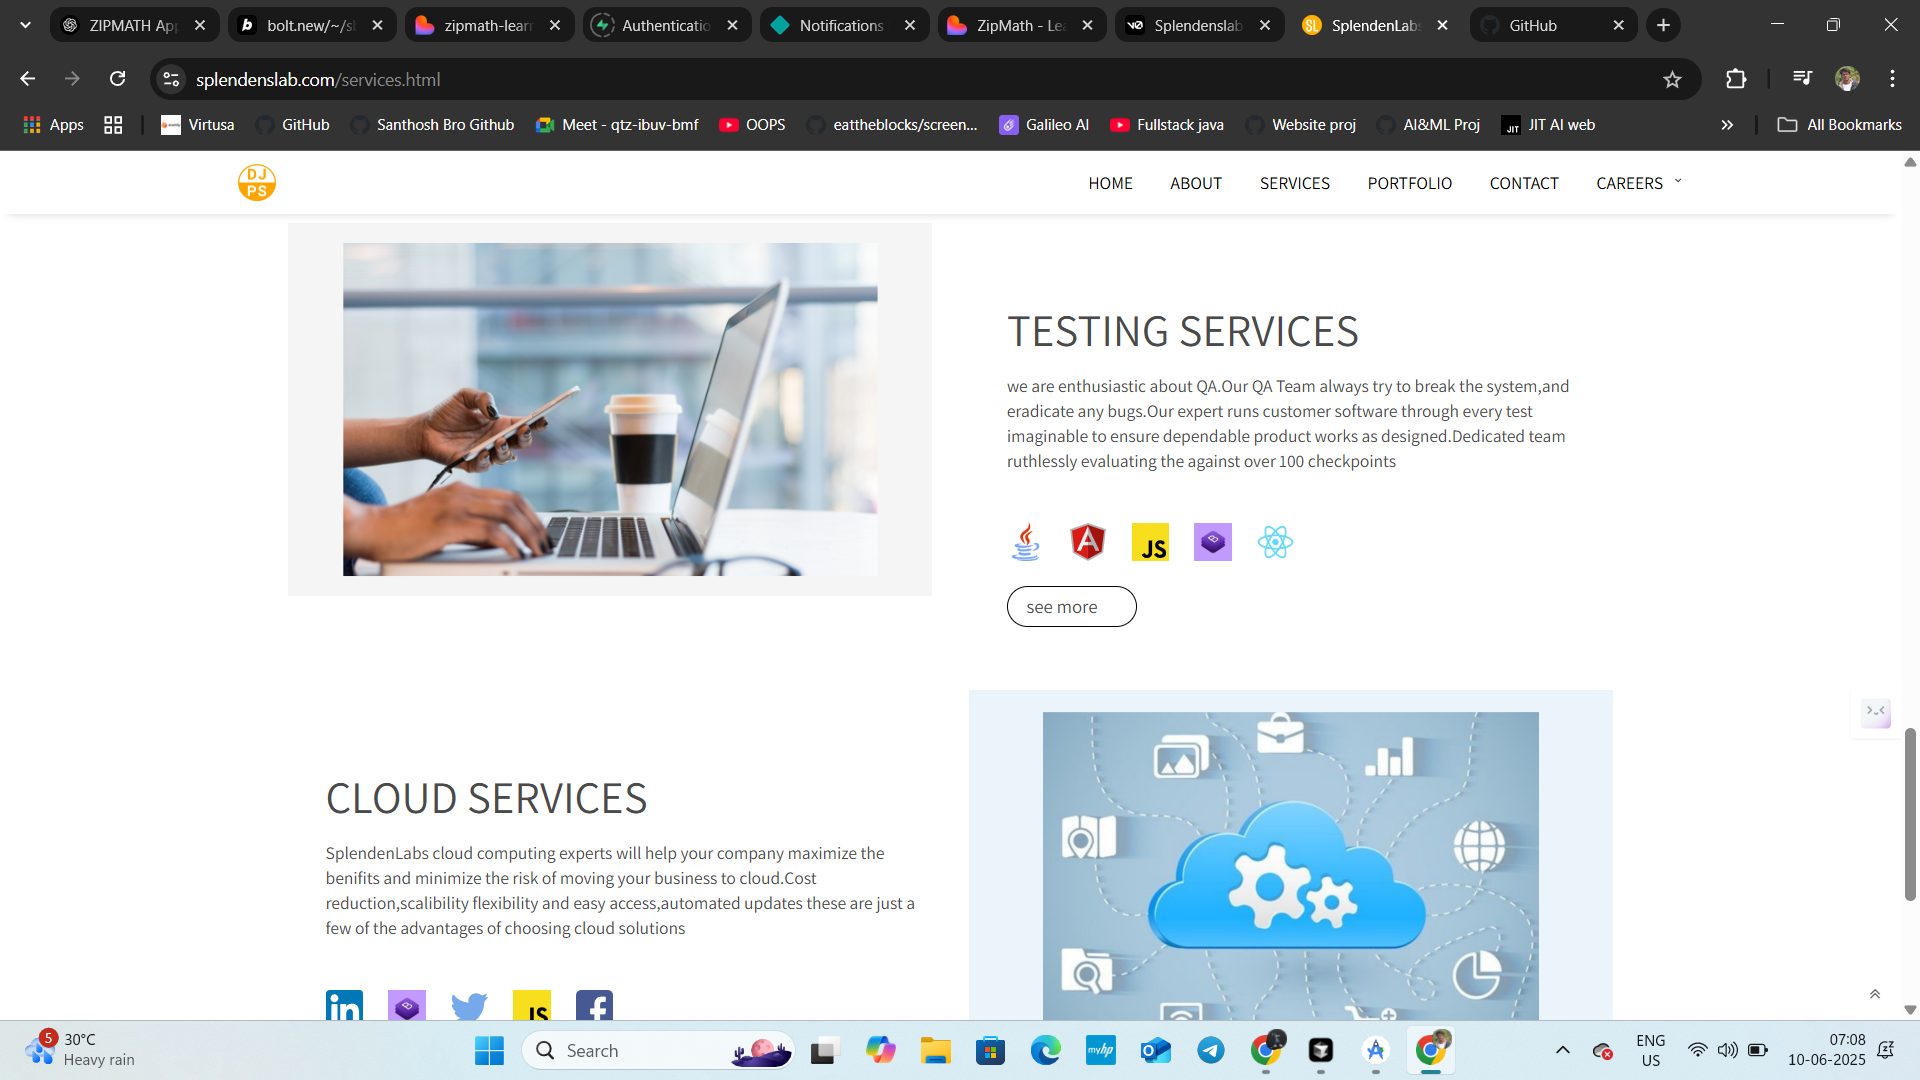 ZIPMATH Ap
bolt.new/~/s
zipmath-lear
Authenticatio
Notifications
ZipMath - Le
Splendenslab
SplendenLabs
GitHub
splendenslab.com/services.html
Apps
Virtusa
GitHub
Santhosh Bro Github
Meet - qtz-ibuv-bmf
OOPS
eattheblocks/screen...
Galileo AI
Fullstack java
Website proj
AI&ML Proj
JIT
JIT AI web
All Bookmarks
DJ
PS
HOME
ABOUT
SERVICES
PORTFOLIO
CONTACT
CAREERS
TESTING SERVICES
we are enthusiastic about QA.Our QA Team always try to break the system,and
eradicate any bugs.Our expert runs customer software through every test
imaginable to ensure dependable product works as designed.Dedicated team
ruthlessly evaluating the against over 100 checkpoints
JS
see more
CLOUD SERVICES
SplendenLabs cloud computing experts will help your company maximize the
benifits and minimize the risk of moving your business to cloud.Cost
reduction,scalibility flexibility and easy access,automated updates these are just a
few of the advantages of choosing cloud solutions
in
JS
5
30°C
Heavy rain
Search
myhp
ENG
US
07:08
10-06-2025